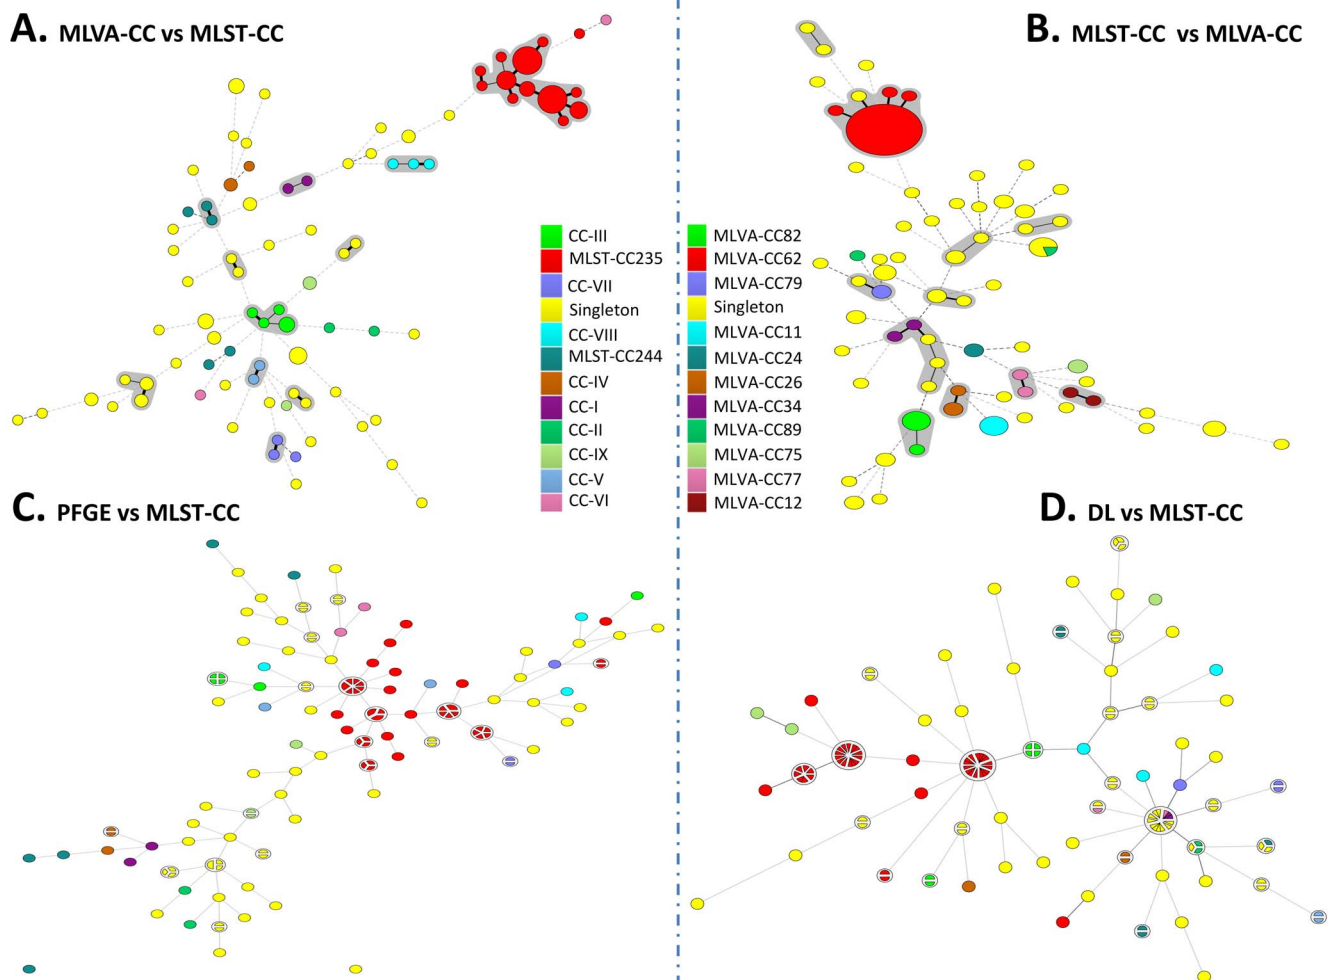 A. MLVA-CC vs MLST-CC
B. MLST-CC vs MLVA-CC
CC-III
MLST-CC235
CC-VII
Singleton
CC-VIII
MLST-CC244
CC-IV
CC-I
CC-II
CC-IX
CC-V
CC-VI
MLVA-CC82
MLVA-CC62
MLVA-CC79
Singleton
MLVA-CC11
MLVA-CC24
MLVA-CC26
MLVA-CC34
MLVA-CC89
MLVA-CC75
MLVA-CC77
MLVA-CC12
C. PFGE vs MLST-CC
D. DL vs MLST-CC